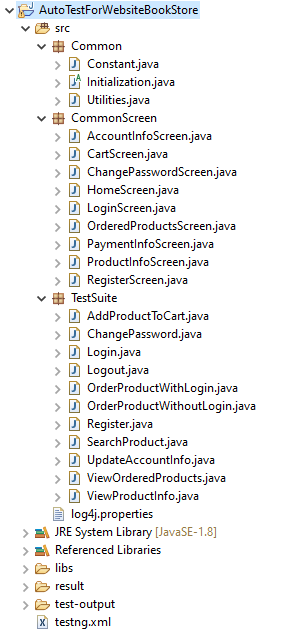 AutoTestForWebsiteBookStore
src
Common
Constant.java
Initialization.java
Utilities.java
CommonScreen
AccountInfoScreen.java
CartScreen.java
ChangePasswordScreen.java
HomeScreen.java
LoginScreen.java
OrderedProductsScreen.java
PaymentInfoScreen.java
ProductInfoScreen.java
RegisterScreen.java
TestSuite
AddProductToCart.java
ChangePassword.java
Login.java
Logout.java
OrderProductWithLogin.java
OrderProductWithoutLogin.java
Register.java
SearchProduct.java
UpdateAccountInfo.java
ViewOrderedProducts.java
ViewProductInfo.java
log4j.properties
JRE System Library [JavaSE-1.8]
Referenced Libraries
libs
result
test-output
testng.xml